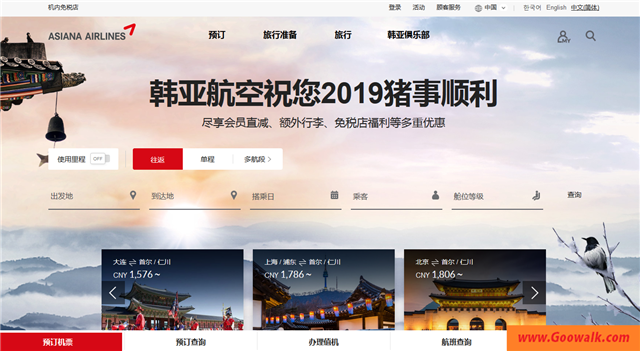 机内免税店
登录 活动 顾客服务 中国 한국어 English 中文(简体)
ASIANA AIRLINES
预订 旅行准备 旅行 韩亚俱乐部
CNY
韩亚航空祝您2019猪事顺利
尽享会员直减、额外行李、免税店福利等多重优惠
使用里程 OFF 往返 单程 多航段
出发地 到达地 搭乘日 乘客 舱位等级 查询
大连 ⇌ 首尔 / 仁川 上海 / 浦东 ⇌ 首尔 / 仁川 北京 ⇌ 首尔 / 仁川
CNY 1,576 ~ CNY 1,786 ~ CNY 1,806 ~
预订机票 预订查询 办理值机 航班查询
www.Goowalk.com